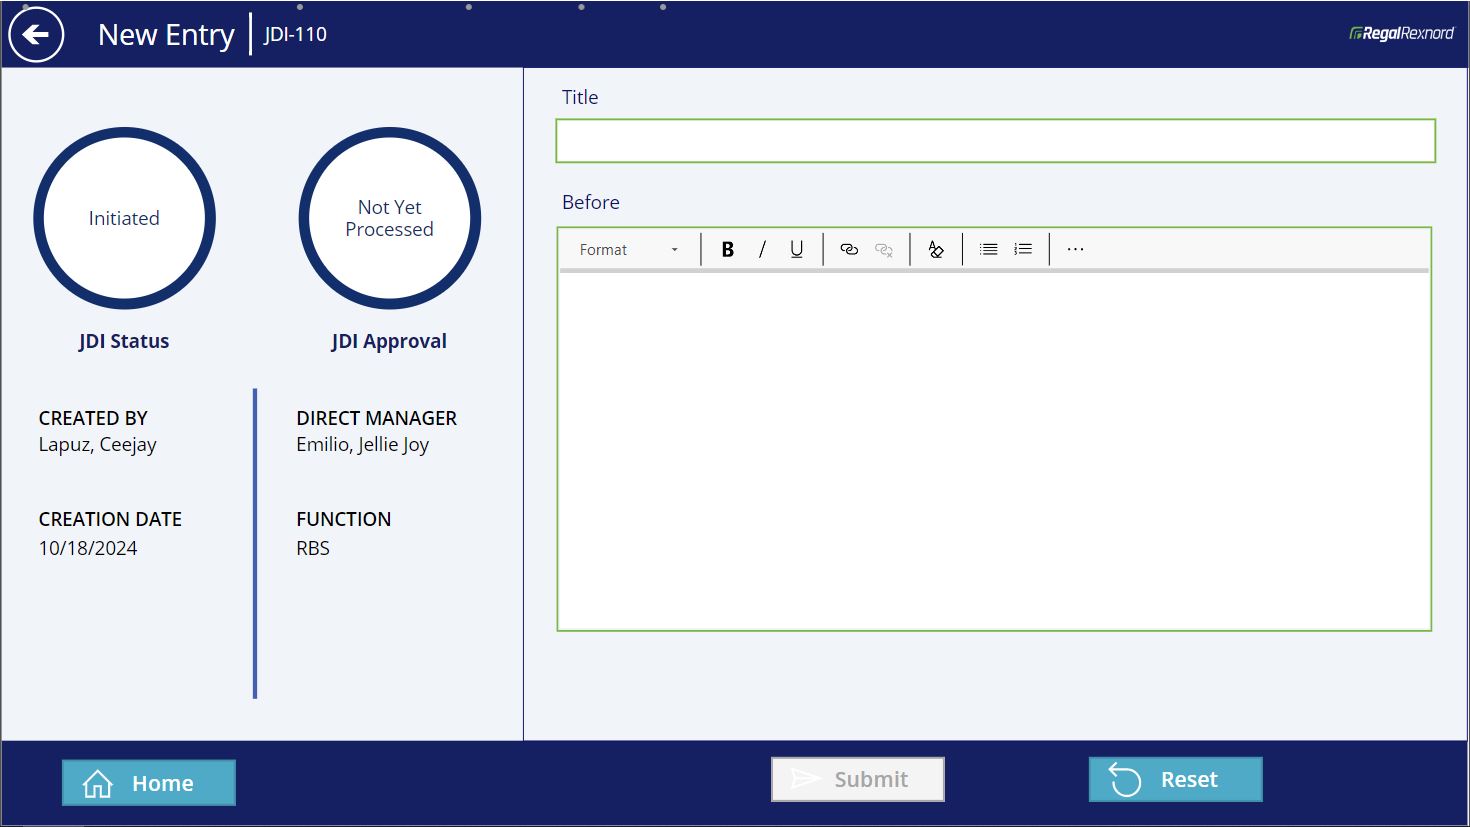 New Entry
JDI-110
RegalRexnord
Initiated
Not Yet
Processed
JDI Status
JDI Approval
CREATED BY
Lapuz, Ceejay
DIRECT MANAGER
Emilio, Jellie Joy
CREATION DATE
10/18/2024
FUNCTION
RBS
Title
Before
Format B I U ...
Home
Submit
Reset